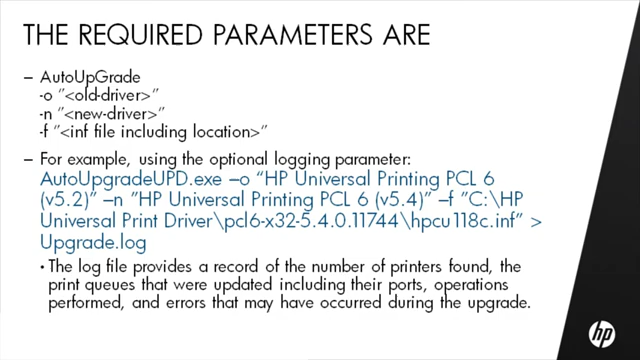 THE REQUIRED PARAMETERS ARE
– AutoUpGrade
-o ”<old-driver>”
-n ”<new-driver>”
-f ”<inf file including location>”
– For example, using the optional logging parameter:
AutoUpgradeUPD.exe –o “HP Universal Printing PCL 6
(v5.2)” –n ”HP Universal Printing PCL 6 (v5.4)” –f ”C:\HP
Universal Print Driver\pcl6-x32-5.4.0.11744\hpcu118c.inf” >
Upgrade.log
• The log file provides a record of the number of printers found, the
print queues that were updated including their ports, operations
performed, and errors that may have occurred during the upgrade.
hp